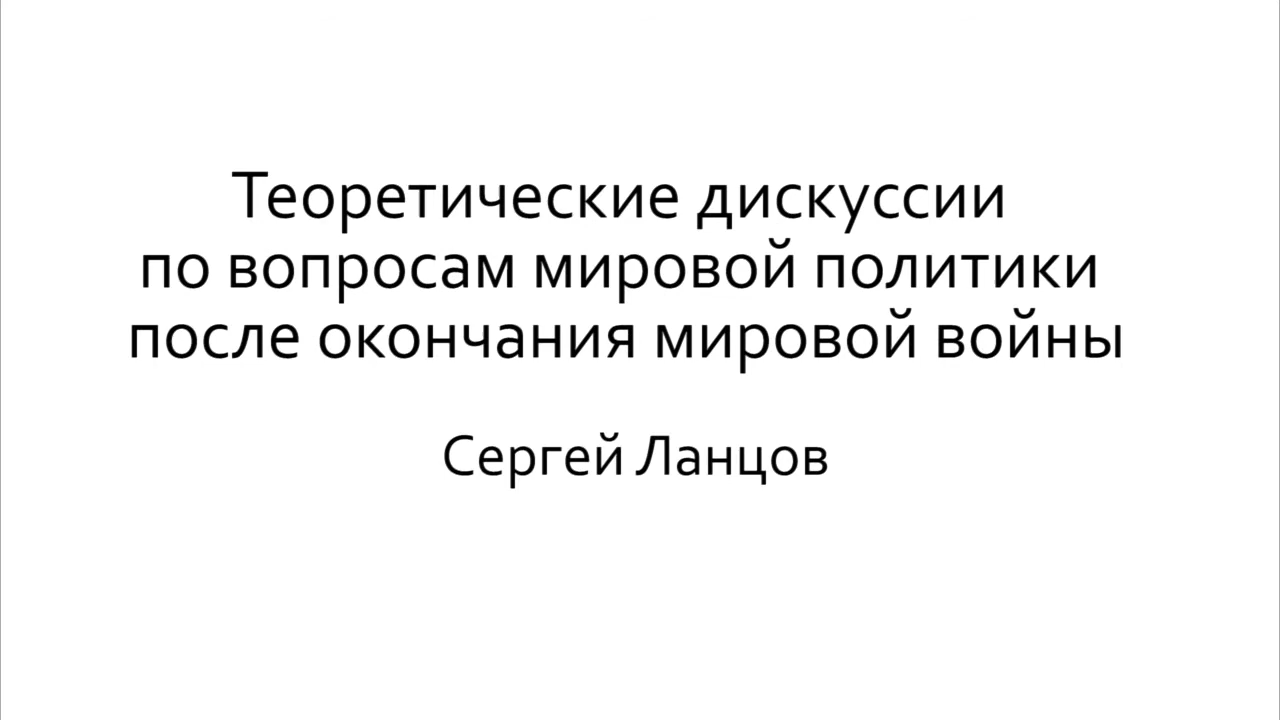 Теоретические дискуссии
по вопросам мировой политики
после окончания мировой войны
Сергей Ланцов